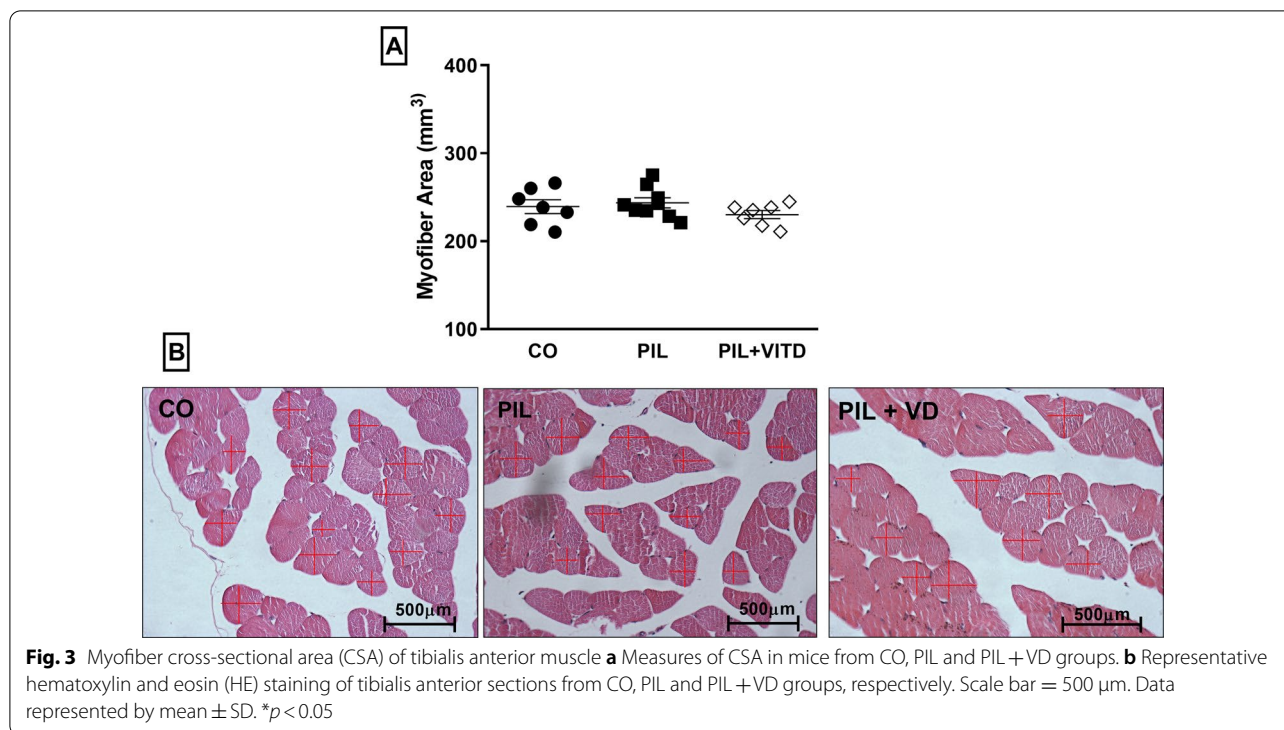 A
400
300
200
100
Myofiber Area (mm³)
CO PIL PIL+VITD
B
CO PIL PIL + VD
500μm 500μm 500μm
Fig. 3 Myofiber cross-sectional area (CSA) of tibialis anterior muscle a Measures of CSA in mice from CO, PIL and PIL + VD groups. b Representative
hematoxylin and eosin (HE) staining of tibialis anterior sections from CO, PIL and PIL + VD groups, respectively. Scale bar = 500 μm. Data
represented by mean ± SD. *p < 0.05